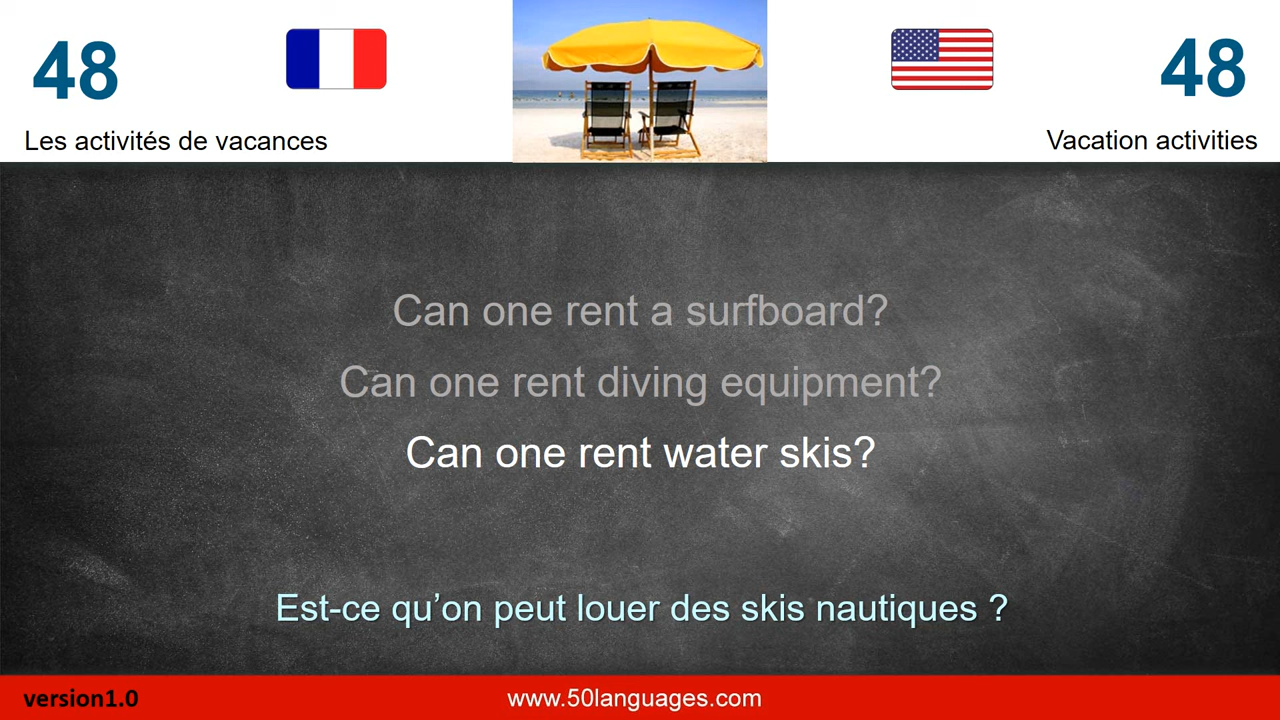 48
48
Les activités de vacances
Vacation activities
Can one rent a surfboard?
Can one rent diving equipment?
Can one rent water skis?
Est-ce qu’on peut louer des skis nautiques ?
version1.0
www.50languages.com